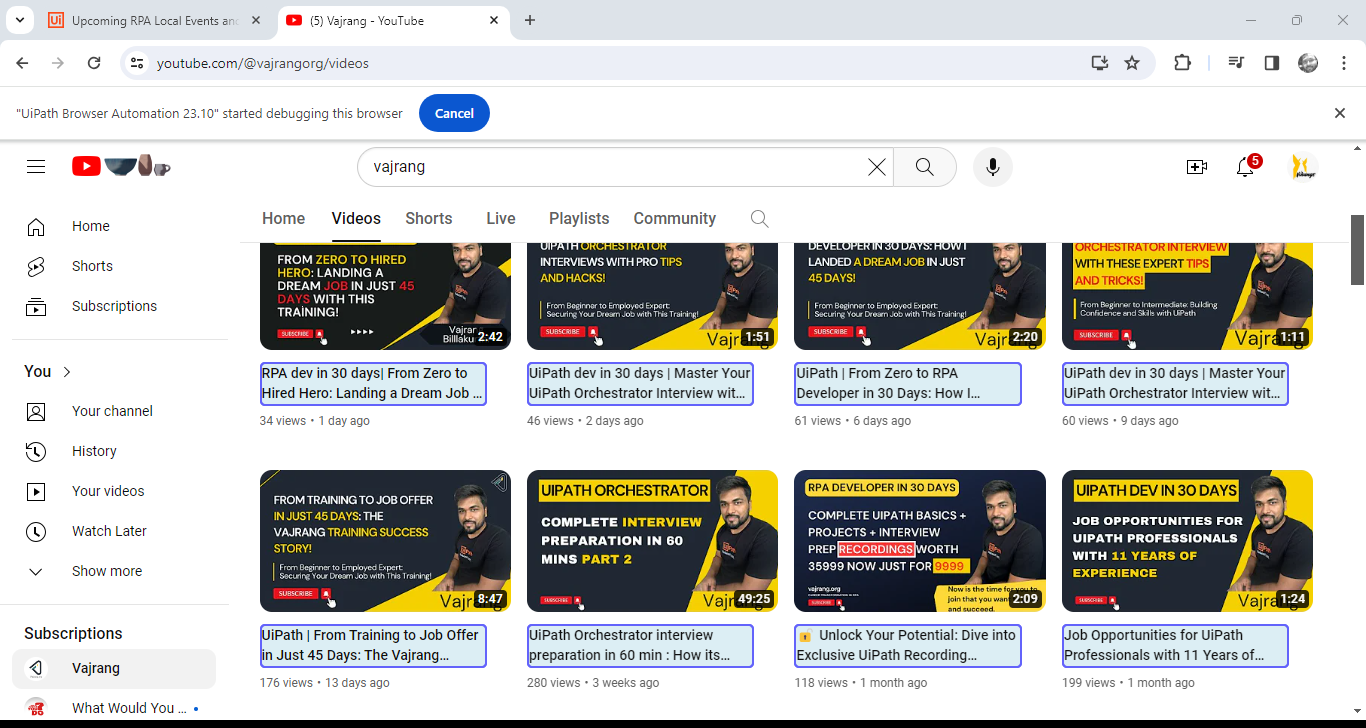 Upcoming RPA Local Events and
(5) Vajrang - YouTube
youtube.com/@vajrangorg/videos
"UiPath Browser Automation 23.10" started debugging this browser
Cancel
vajrang
5
Home
Shorts
Subscriptions
You
Your channel
History
Your videos
Watch Later
Show more
Subscriptions
Vajrang
What Would You ...
Home Videos Shorts Live Playlists Community
FROM ZERO TO HIRED
HERO: LANDING A
DREAM JOB IN JUST 45
DAYS WITH THIS
TRAINING!
SUBSCRIBE
2:42
RPA dev in 30 days| From Zero to
Hired Hero: Landing a Dream Job ...
34 views • 1 day ago
UIPATH ORCHESTRATOR
INTERVIEWS WITH PRO TIPS
AND HACKS!
From Beginner to Employed Expert:
Securing Your Dream Job with This Training!
SUBSCRIBE
1:51
UiPath dev in 30 days | Master Your
UiPath Orchestrator Interview wit...
46 views • 2 days ago
DEVELOPER IN 30 DAYS: HOW I
LANDED A DREAM JOB IN JUST
45 DAYS!
From Beginner to Employed Expert:
Securing Your Dream Job with This Training!
SUBSCRIBE
2:20
UiPath | From Zero to RPA
Developer in 30 Days: How I...
61 views • 6 days ago
ORCHESTRATOR INTERVIEW
WITH THESE EXPERT TIPS
AND TRICKS!
From Beginner to Intermediate: Building
Confidence and Skills with UiPath
SUBSCRIBE
1:11
UiPath dev in 30 days | Master Your
UiPath Orchestrator Interview wit...
60 views • 9 days ago
FROM TRAINING TO JOB OFFER
IN JUST 45 DAYS: THE
VAJRANG TRAINING SUCCESS
STORY!
From Beginner to Employed Expert:
Securing Your Dream Job with This Training!
SUBSCRIBE
8:47
UiPath | From Training to Job Offer
in Just 45 Days: The Vajrang...
176 views • 13 days ago
UIPATH ORCHESTRATOR
COMPLETE INTERVIEW
PREPARATION IN 60
MINS PART 2
SUBSCRIBE
49:25
UiPath Orchestrator interview
preparation in 60 min : How its...
280 views • 3 weeks ago
RPA DEVELOPER IN 30 DAYS
COMPLETE UIPATH BASICS +
PROJECTS + INTERVIEW
PREP RECORDINGS WORTH
35999 NOW JUST FOR 9999
vajrang.org
SUBSCRIBE
Now is the time for you to
join that you want
and succeed.
2:09
🔓 Unlock Your Potential: Dive into
Exclusive UiPath Recording...
118 views • 1 month ago
UIPATH DEV IN 30 DAYS
JOB OPPORTUNITIES FOR
UIPATH PROFESSIONALS
WITH 11 YEARS OF
EXPERIENCE
SUBSCRIBE
1:24
Job Opportunities for UiPath
Professionals with 11 Years of...
199 views • 1 month ago